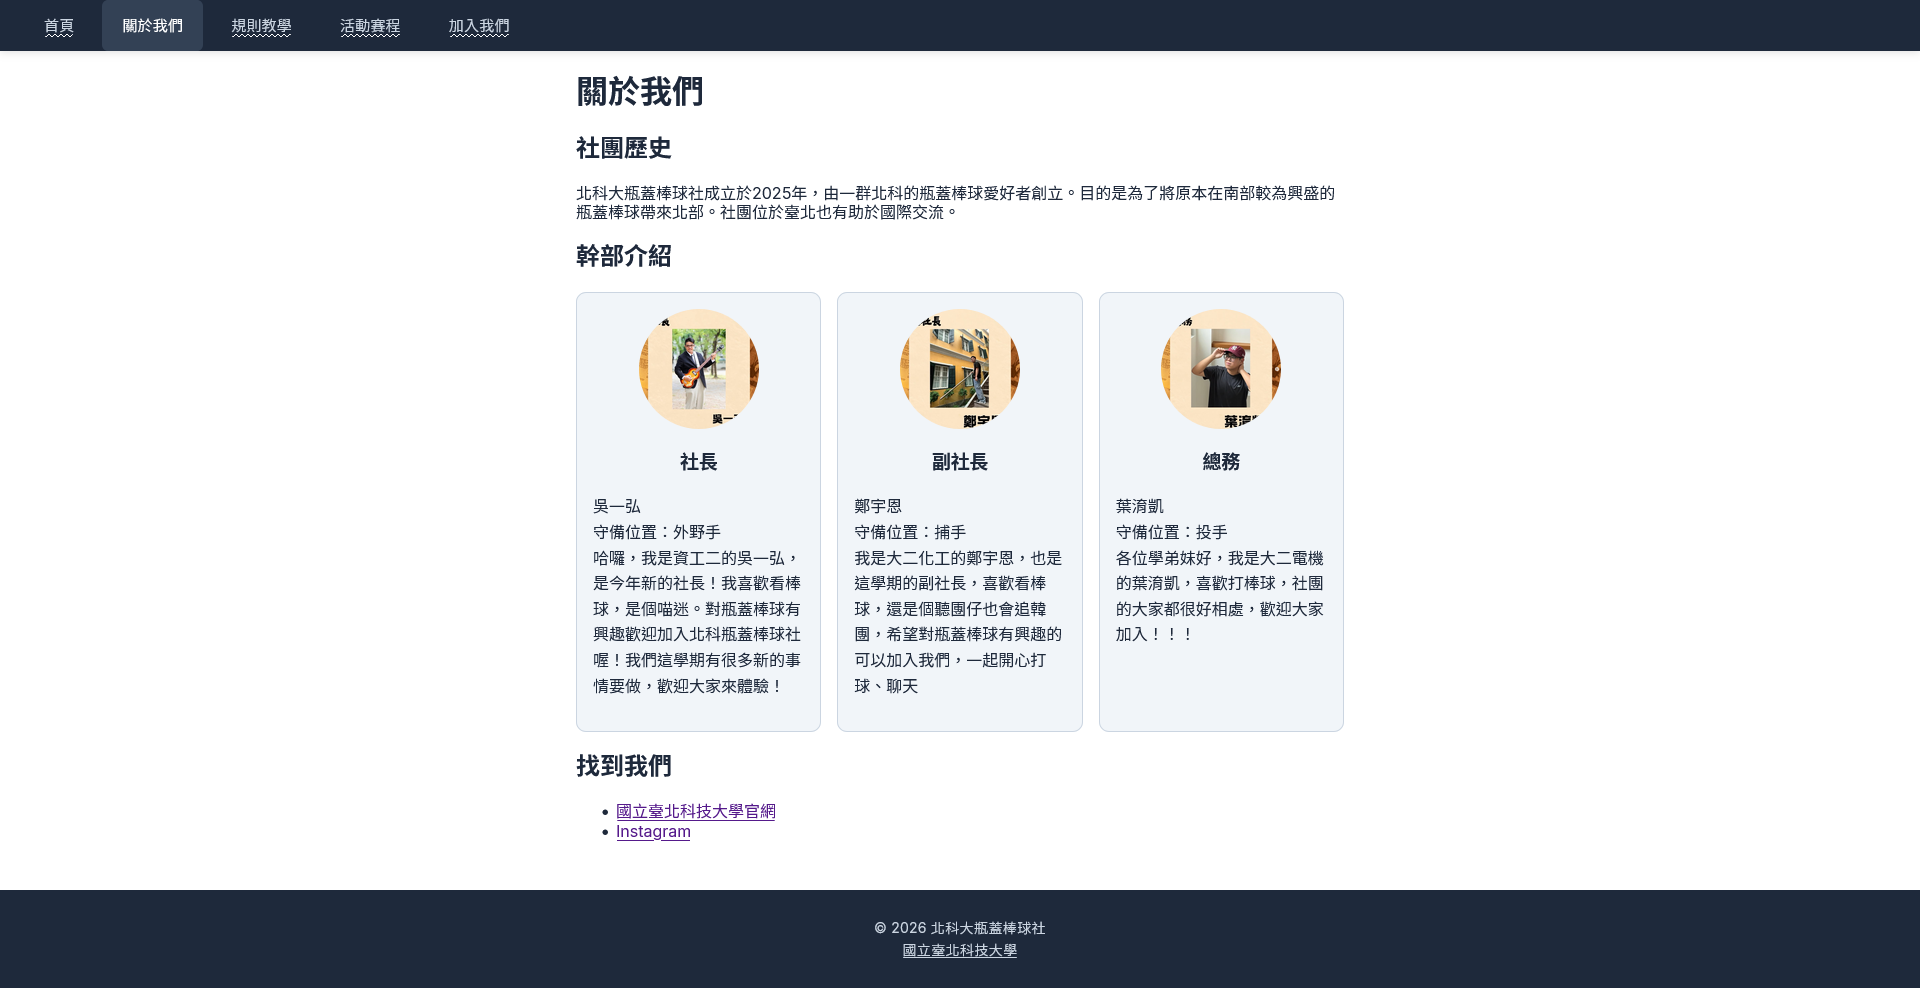 首頁 關於我們 規則教學 活動賽程 加入我們
關於我們
社團歷史
北科大瓶蓋棒球社成立於2025年，由一群北科的瓶蓋棒球愛好者創立。目的是為了將原本在南部較為興盛的
瓶蓋棒球帶來北部。社團位於臺北也有助於國際交流。
幹部介紹
吳一
社長
吳一弘
守備位置：外野手
哈囉，我是資工二的吳一弘，
是今年新的社長！我喜歡看棒
球，是個喵迷。對瓶蓋棒球有
興趣歡迎加入北科瓶蓋棒球社
喔！我們這學期有很多新的事
情要做，歡迎大家來體驗！
社長
鄭宇
副社長
鄭宇恩
守備位置：捕手
我是大二化工的鄭宇恩，也是
這學期的副社長，喜歡看棒
球，還是個聽團仔也會追韓
團，希望對瓶蓋棒球有興趣的
可以加入我們，一起開心打
球、聊天
務
葉淯
總務
葉淯凱
守備位置：投手
各位學弟妹好，我是大二電機
的葉淯凱，喜歡打棒球，社團
的大家都很好相處，歡迎大家
加入！！！
找到我們
• 國立臺北科技大學官網
• Instagram
© 2026 北科大瓶蓋棒球社
國立臺北科技大學